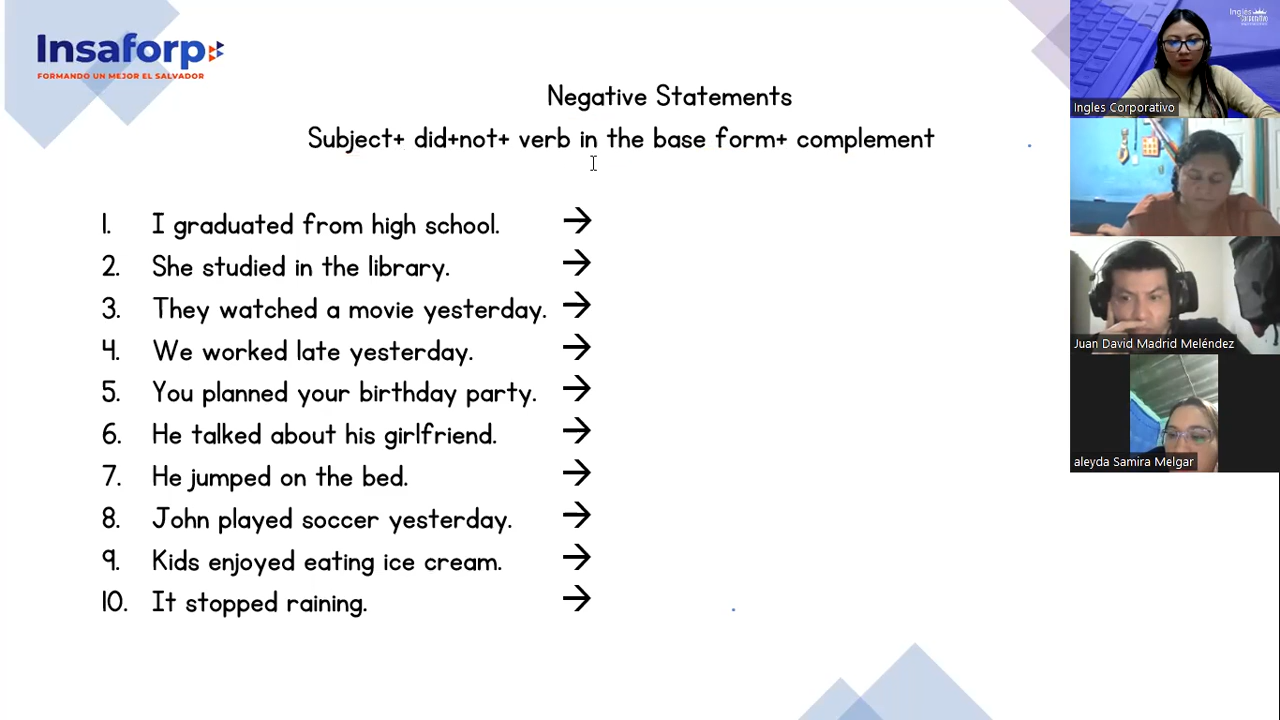 Insaforp
FORMANDO UN MEJOR EL SALVADOR
Negative Statements
Subject+ did+not+ verb in the base form+ complement
1. I graduated from high school. →
2. She studied in the library. →
3. They watched a movie yesterday. →
4. We worked late yesterday. →
5. You planned your birthday party. →
6. He talked about his girlfriend. →
7. He jumped on the bed. →
8. John played soccer yesterday. →
9. Kids enjoyed eating ice cream. →
10. It stopped raining. →
Ingles Corporativo
Juan David Madrid Meléndez
aleyda Samira Melgar